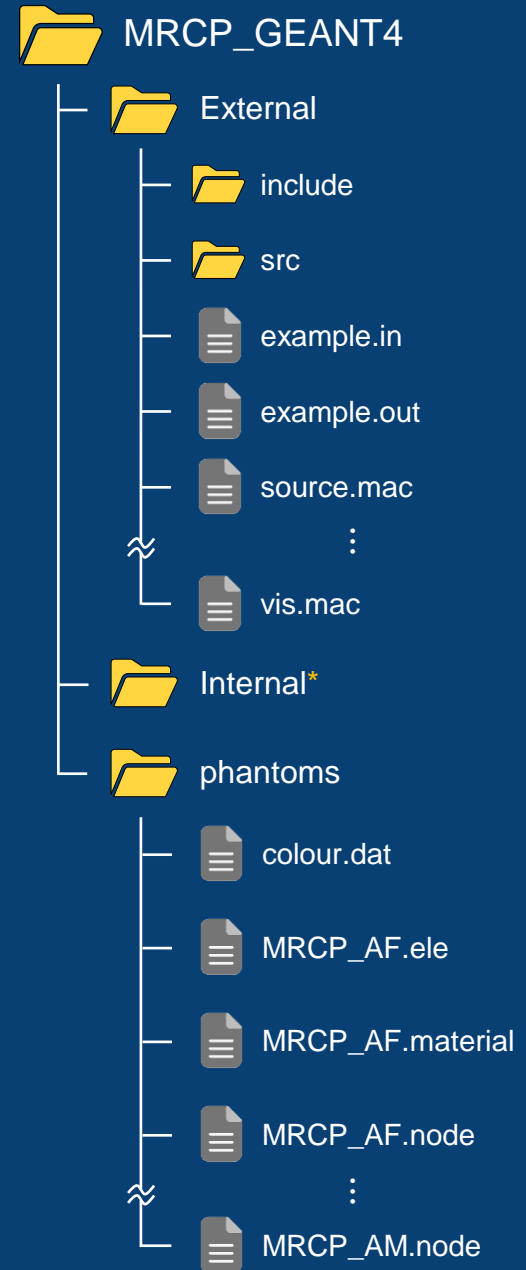 MRCP_GEANT4
External
include
src
example.in
example.out
source.mac
⋮
vis.mac
Internal*
phantoms
colour.dat
MRCP_AF.ele
MRCP_AF.material
MRCP_AF.node
⋮
MRCP_AM.node